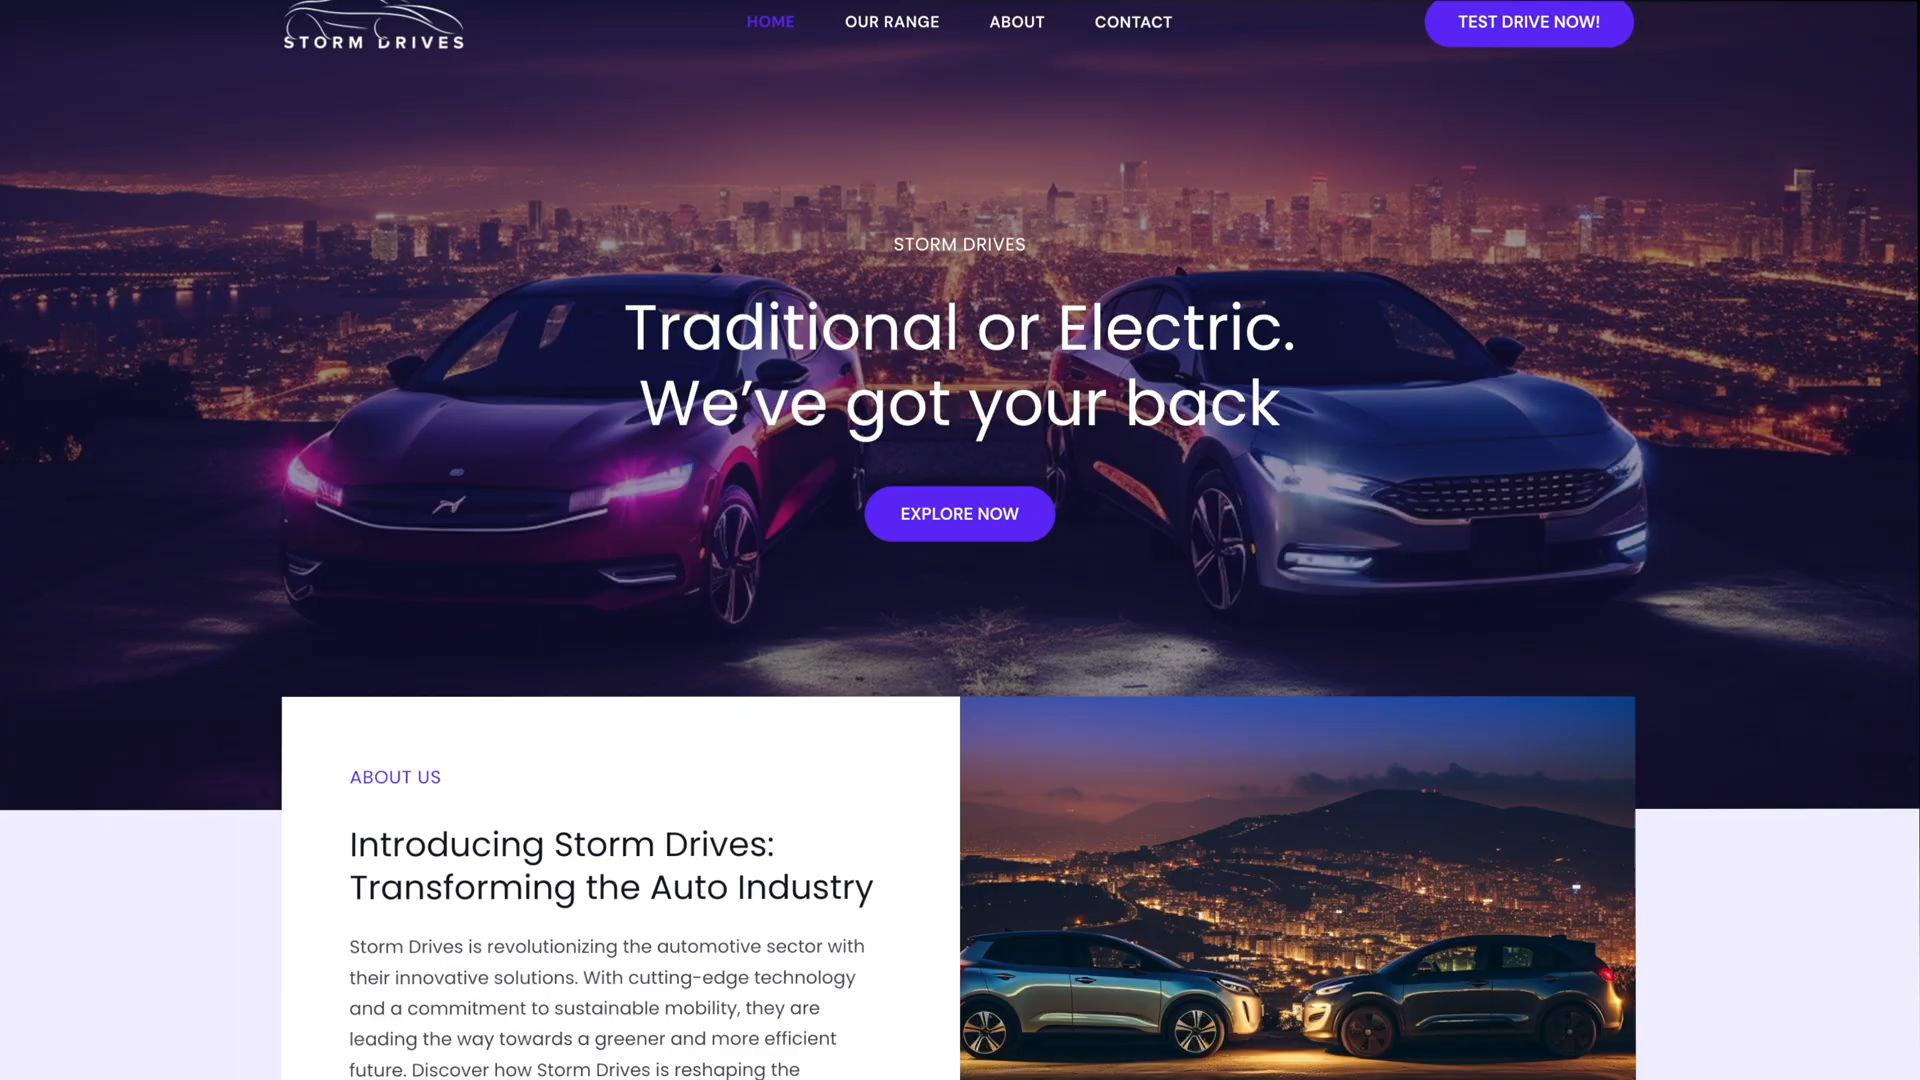 STORM DRIVES
HOME
OUR RANGE
ABOUT
CONTACT
TEST DRIVE NOW!
STORM DRIVES
Traditional or Electric.
We’ve got your back
EXPLORE NOW
ABOUT US
Introducing Storm Drives:
Transforming the Auto Industry
Storm Drives is revolutionizing the automotive sector with
their innovative solutions. With cutting-edge technology
and a commitment to sustainable mobility, they are
leading the way towards a greener and more efficient
future. Discover how Storm Drives is reshaping the